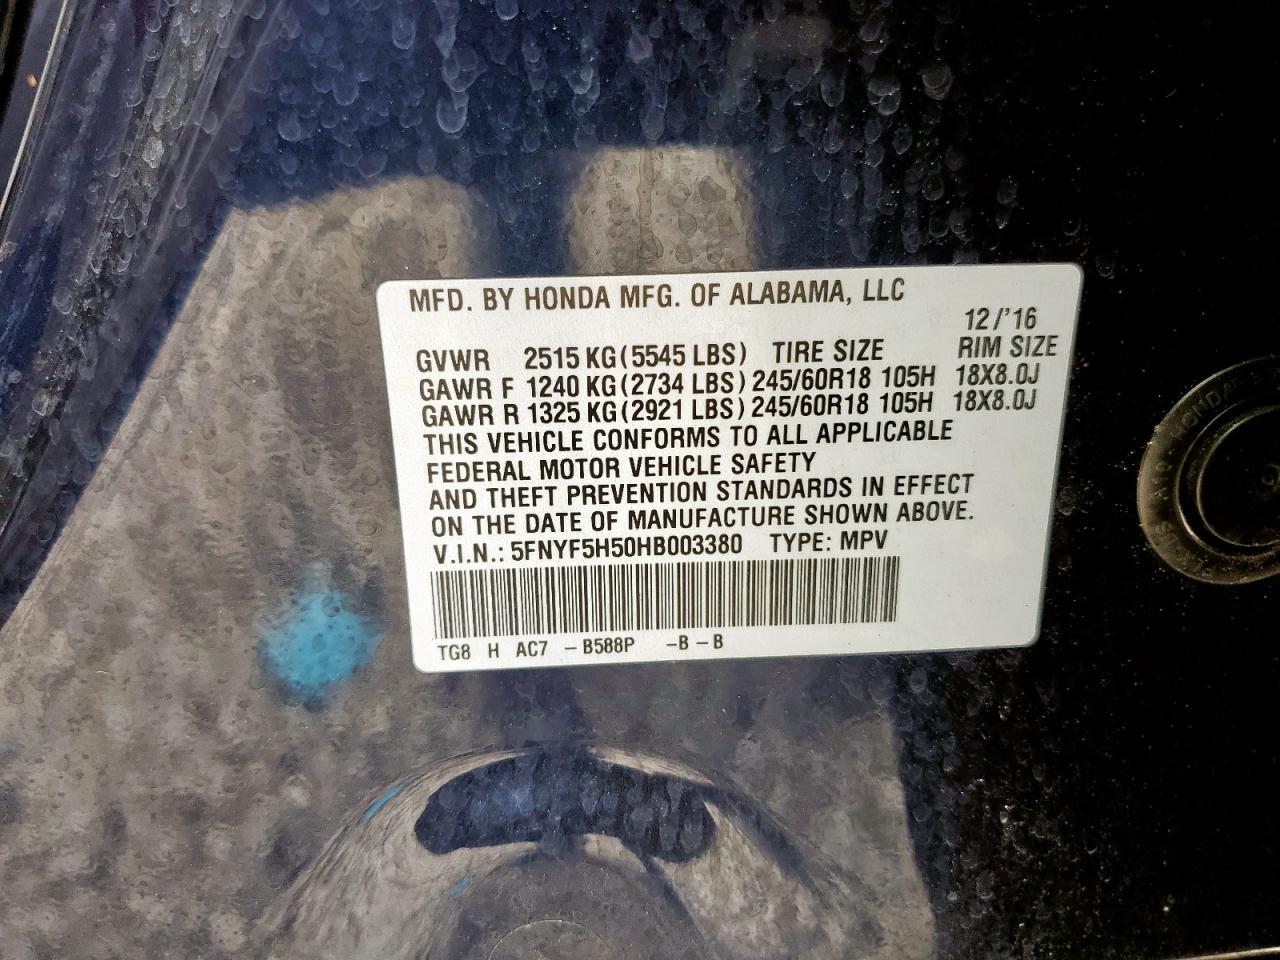 MFD. BY HONDA MFG. OF ALABAMA, LLC
12/'16
GVWR 2515 KG (5545 LBS) TIRE SIZE RIM SIZE
GAWR F 1240 KG (2734 LBS) 245/60R18 105H 18X8.0J
GAWR R 1325 KG (2921 LBS) 245/60R18 105H 18X8.0J
THIS VEHICLE CONFORMS TO ALL APPLICABLE
FEDERAL MOTOR VEHICLE SAFETY
AND THEFT PREVENTION STANDARDS IN EFFECT
ON THE DATE OF MANUFACTURE SHOWN ABOVE.
V.I.N.: 5FNYF5H50HB003380 TYPE: MPV
TG8 H AC7 - B588P - B - B
HONDA